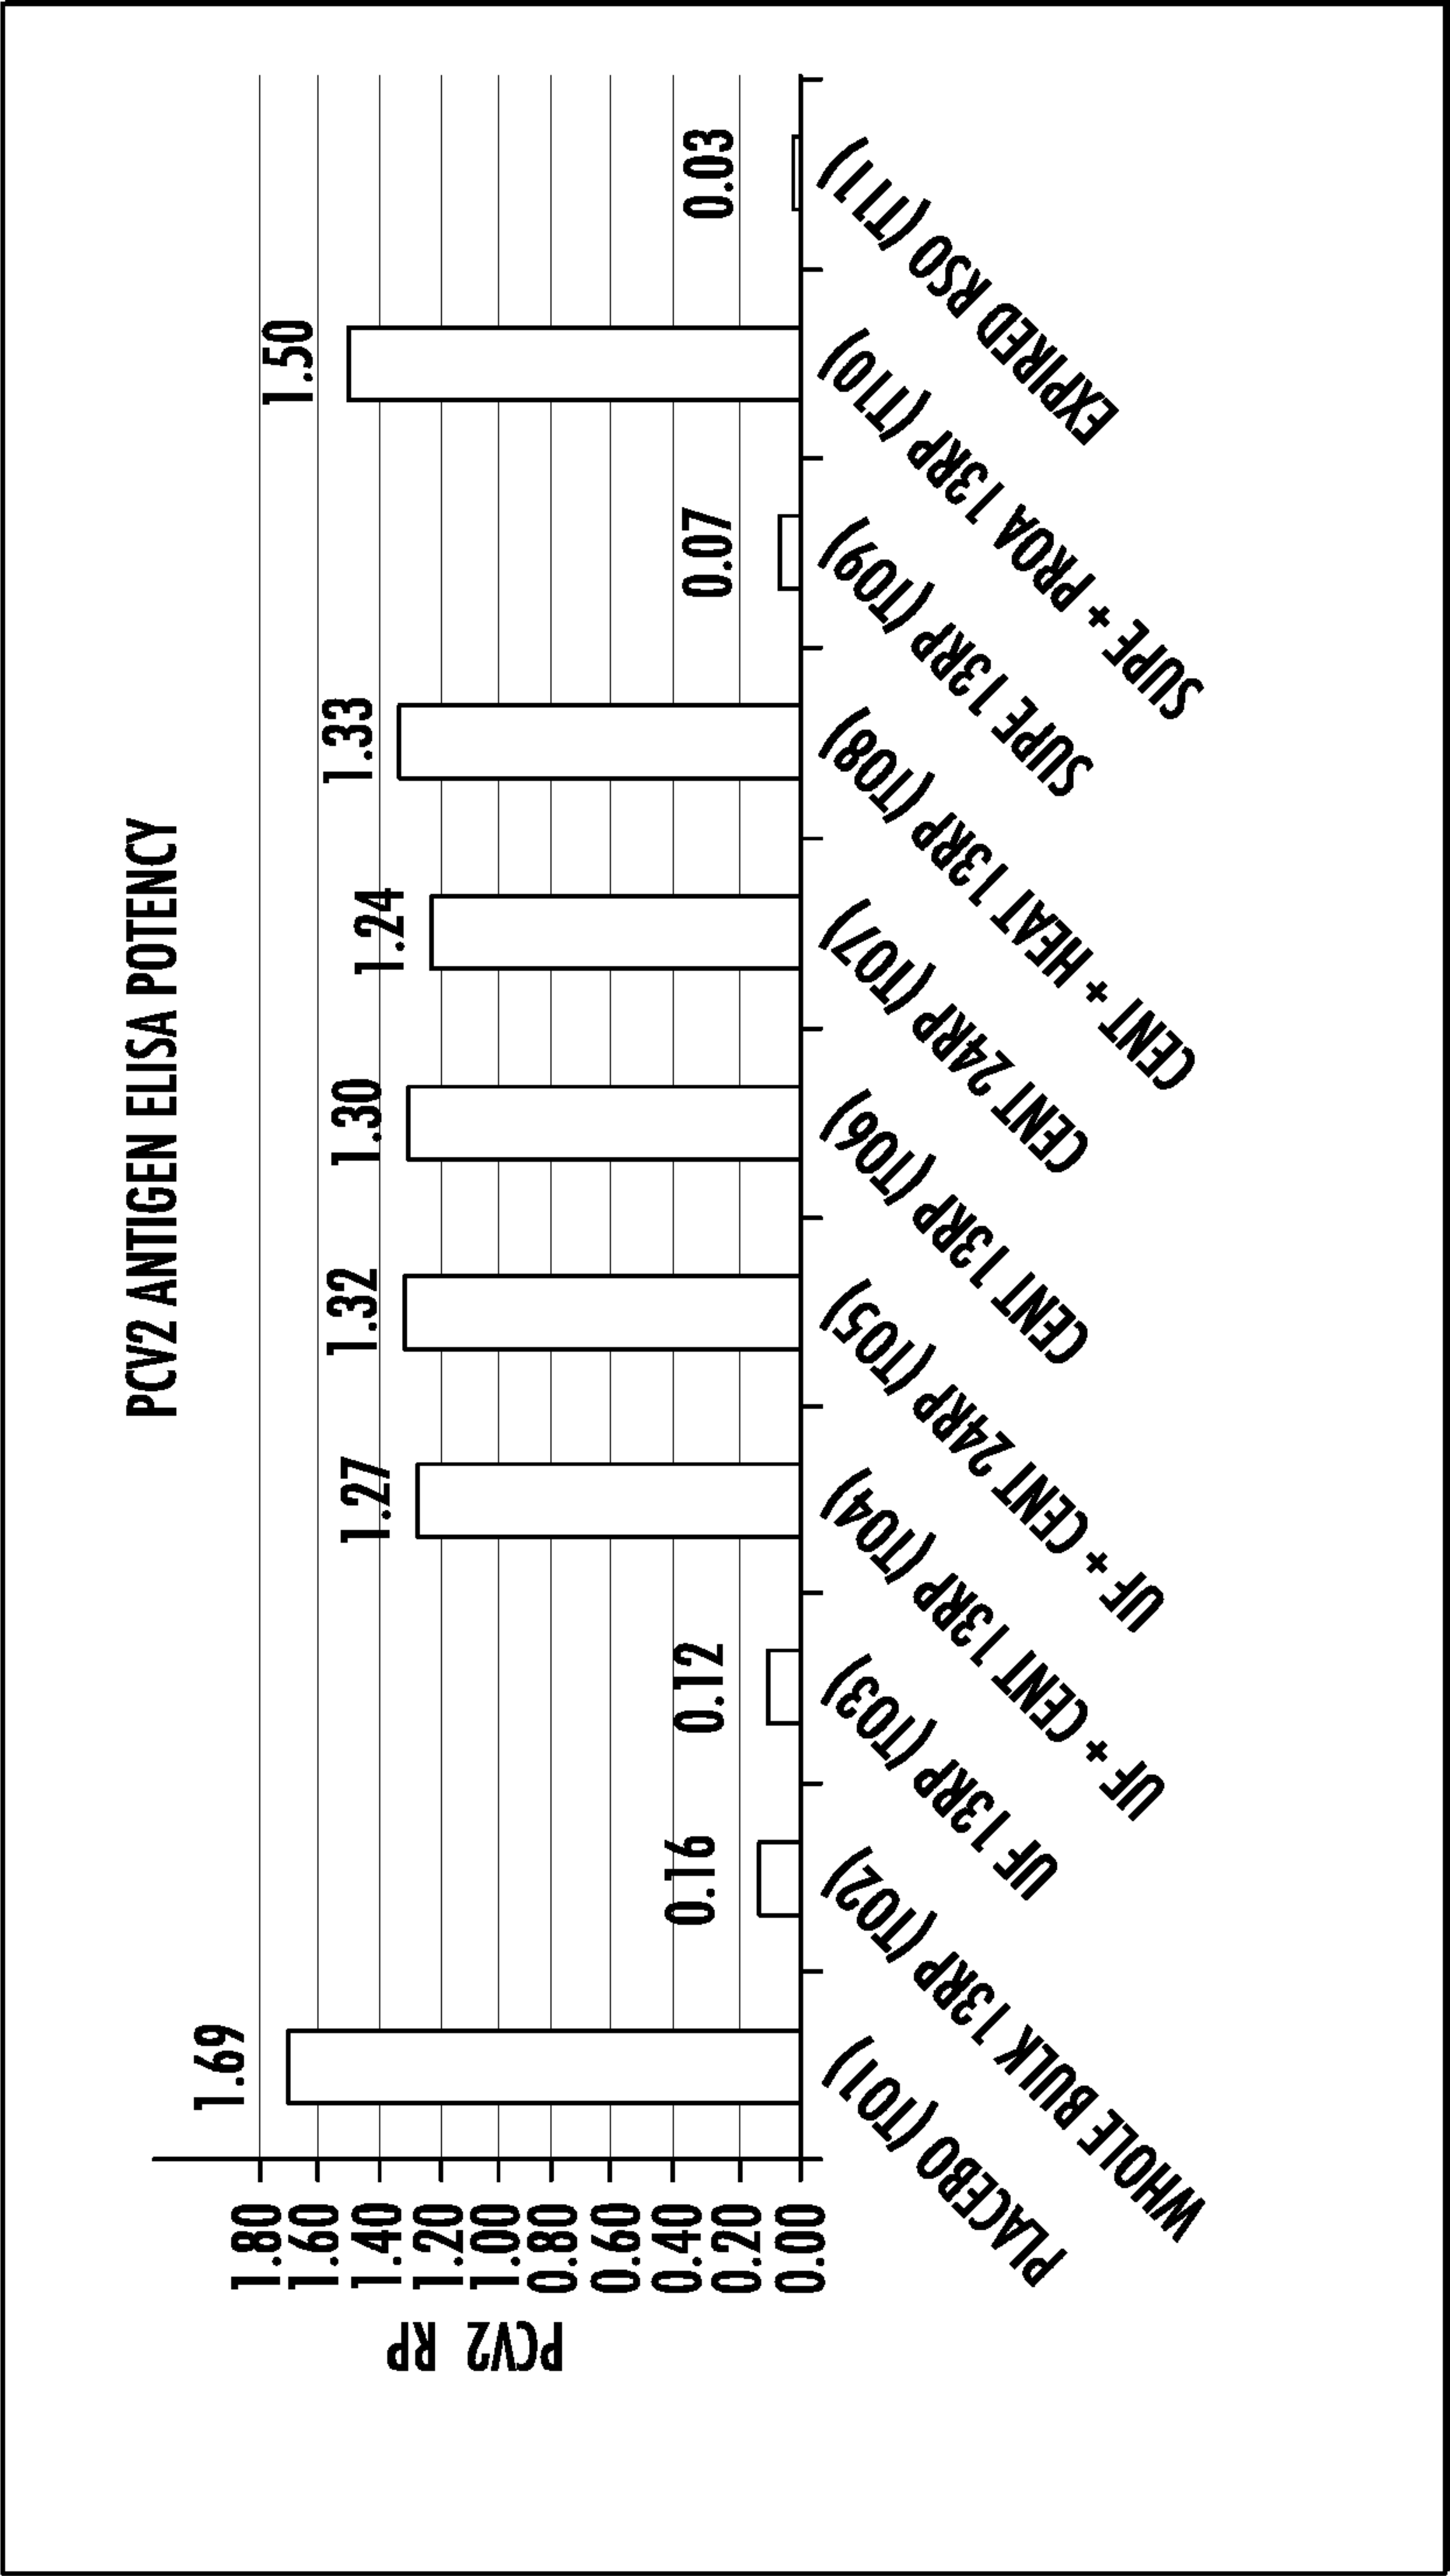 PCV2 ANTIGEN ELISA POTENCY
PCV2 RP
1.80
1.60
1.40
1.20
1.00
0.80
0.60
0.40
0.20
0.00
1.69
0.16
0.12
1.27
1.32
1.30
1.24
1.33
0.07
1.50
0.03
PLACEBO (T01)
WHOLE BULK 13RP (T02)
UF 13RP (T03)
UF + CENT 13RP (T04)
UF + CENT 24RP (T05)
CENT 13RP (T06)
CENT 24RP (T07)
CENT + HEAT 13RP (T08)
SUPE 13RP (T09)
SUPE + PROA 13RP (T10)
EXPIRED RSO (T11)